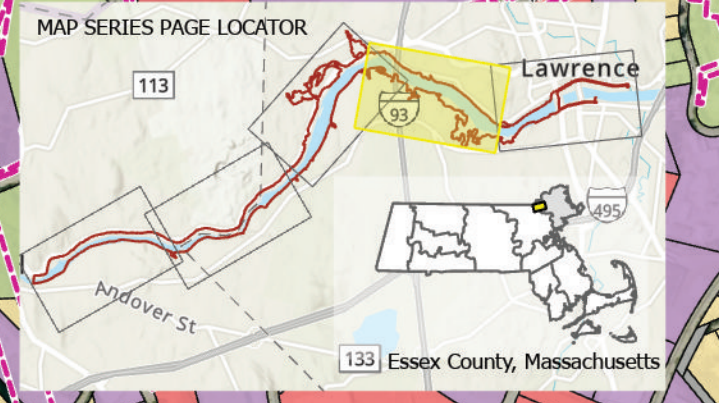 MAP SERIES PAGE LOCATOR
113
93
Lawrence
495
Andover St
133
Essex County, Massachusetts